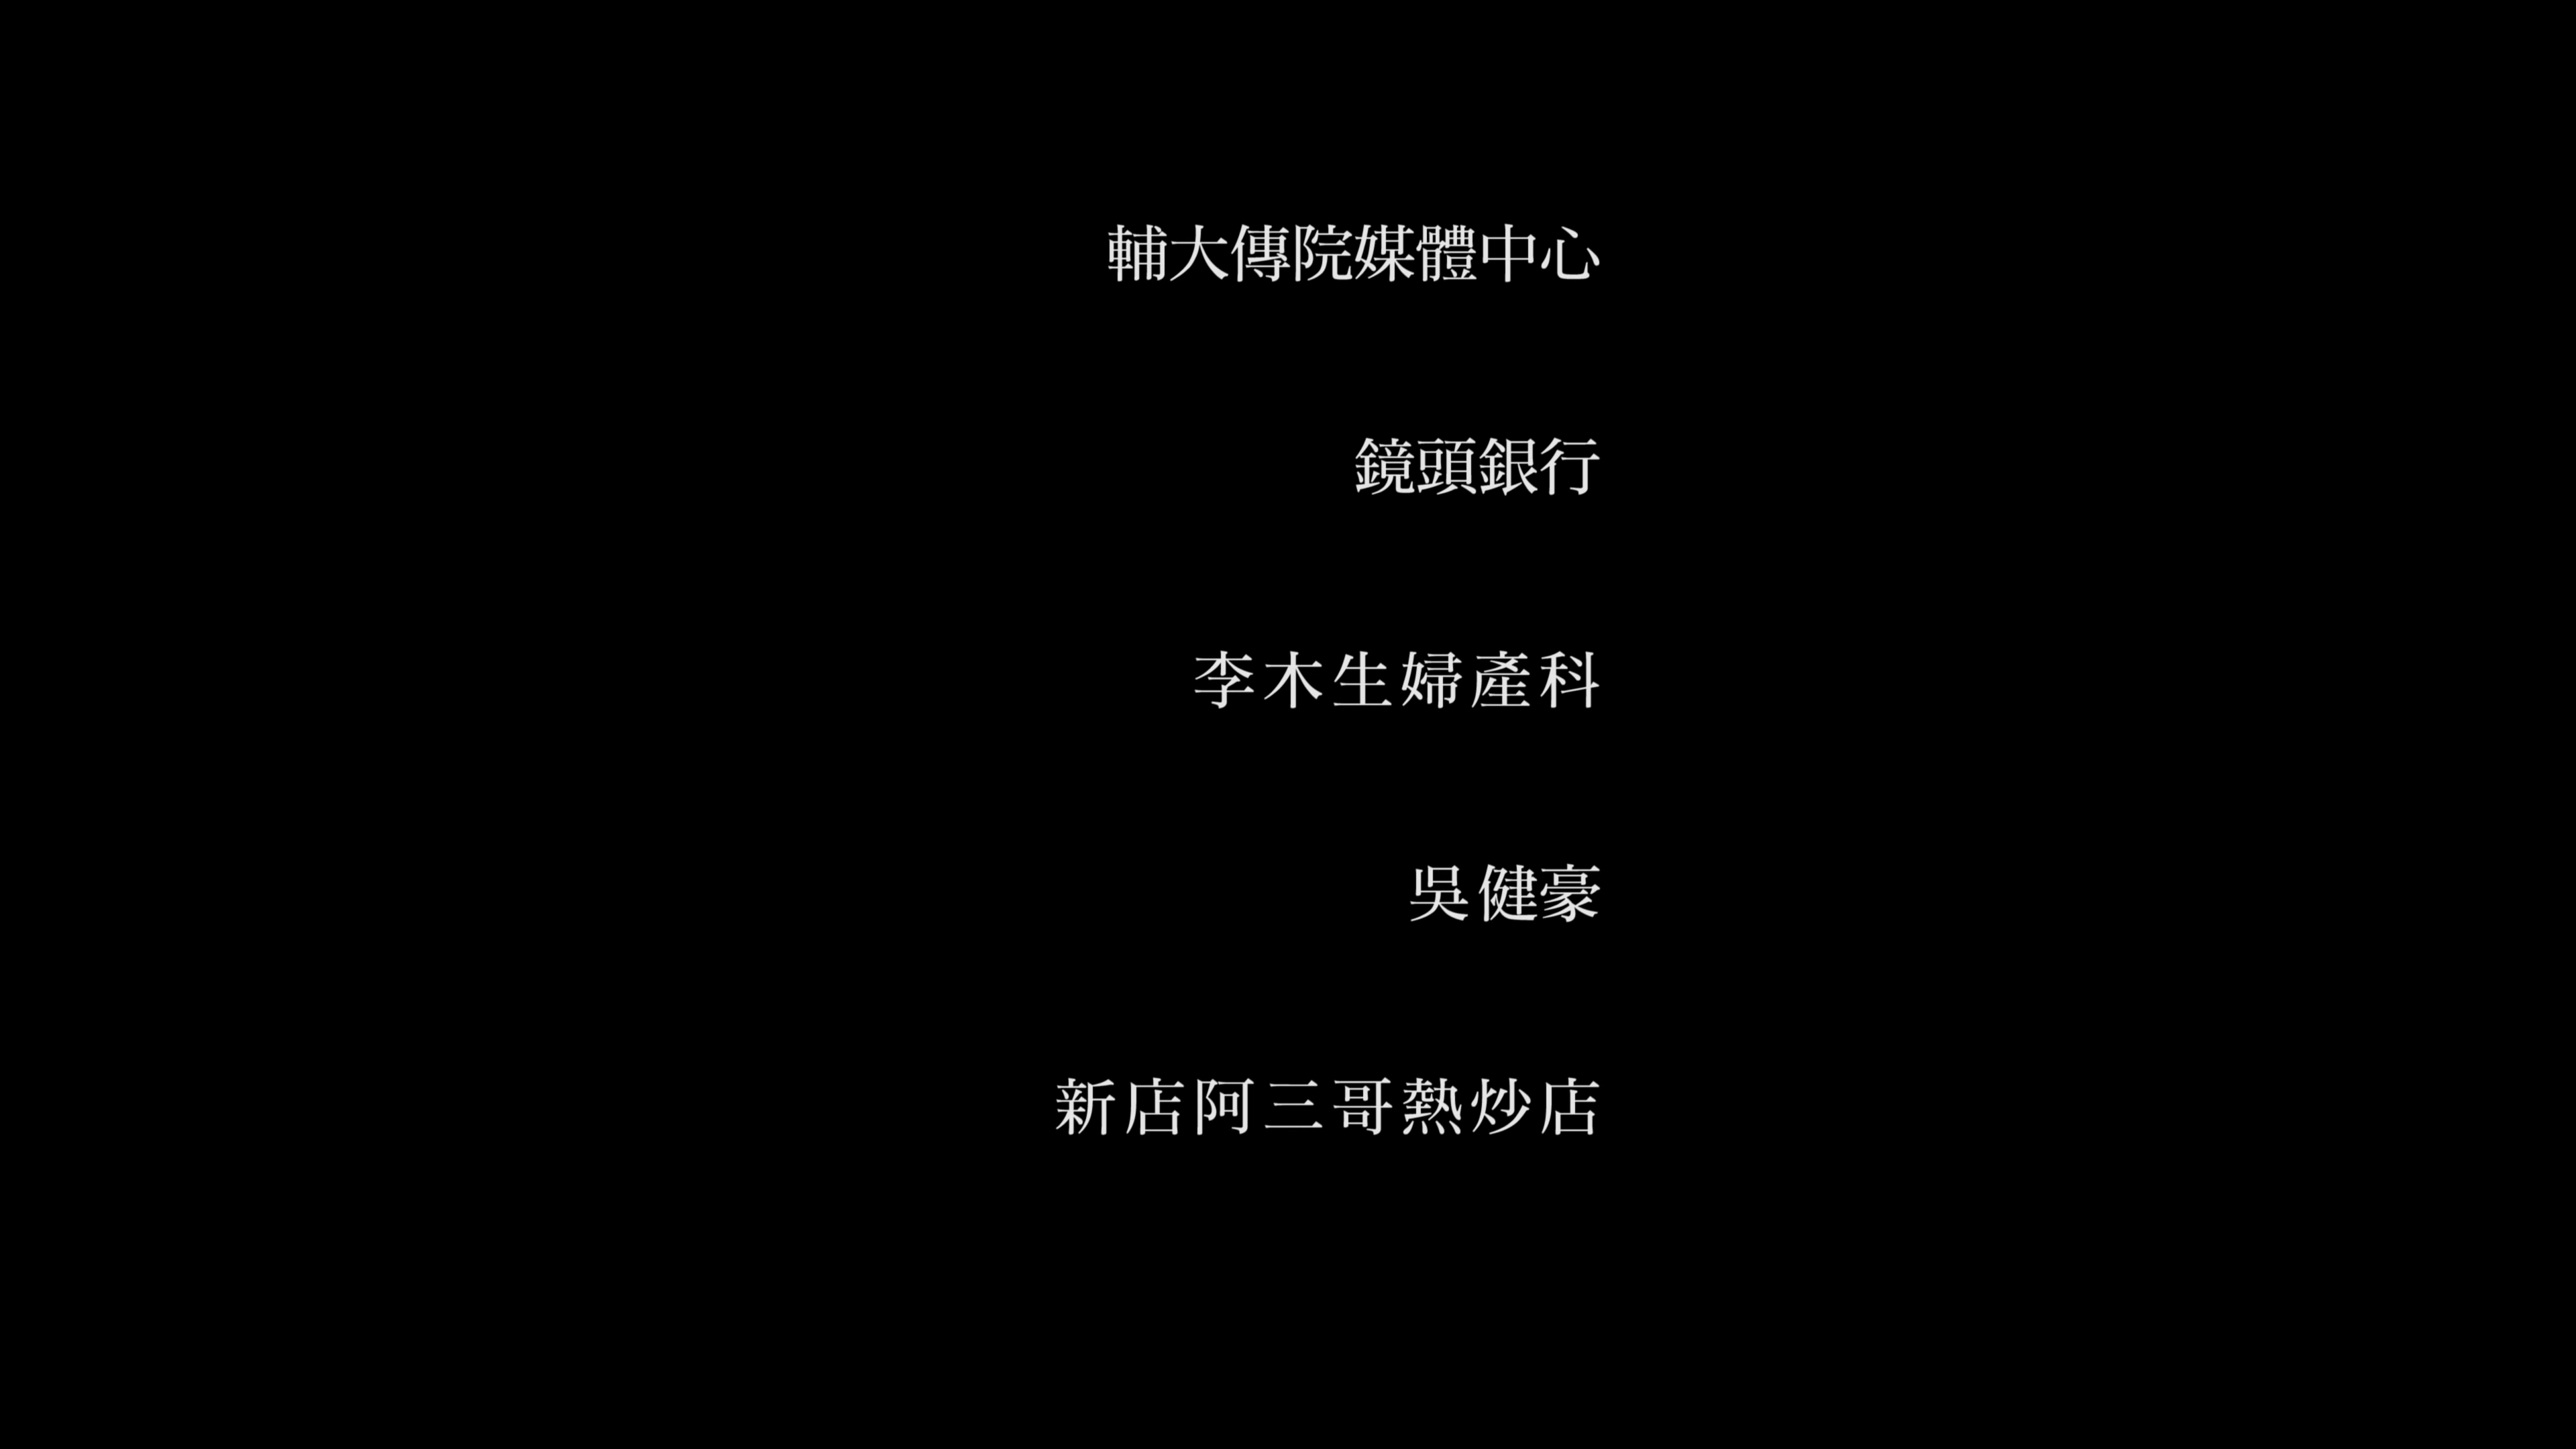 輔大傳院媒體中心
鏡頭銀行
李木生婦產科
吳健豪
新店阿三哥熱炒店